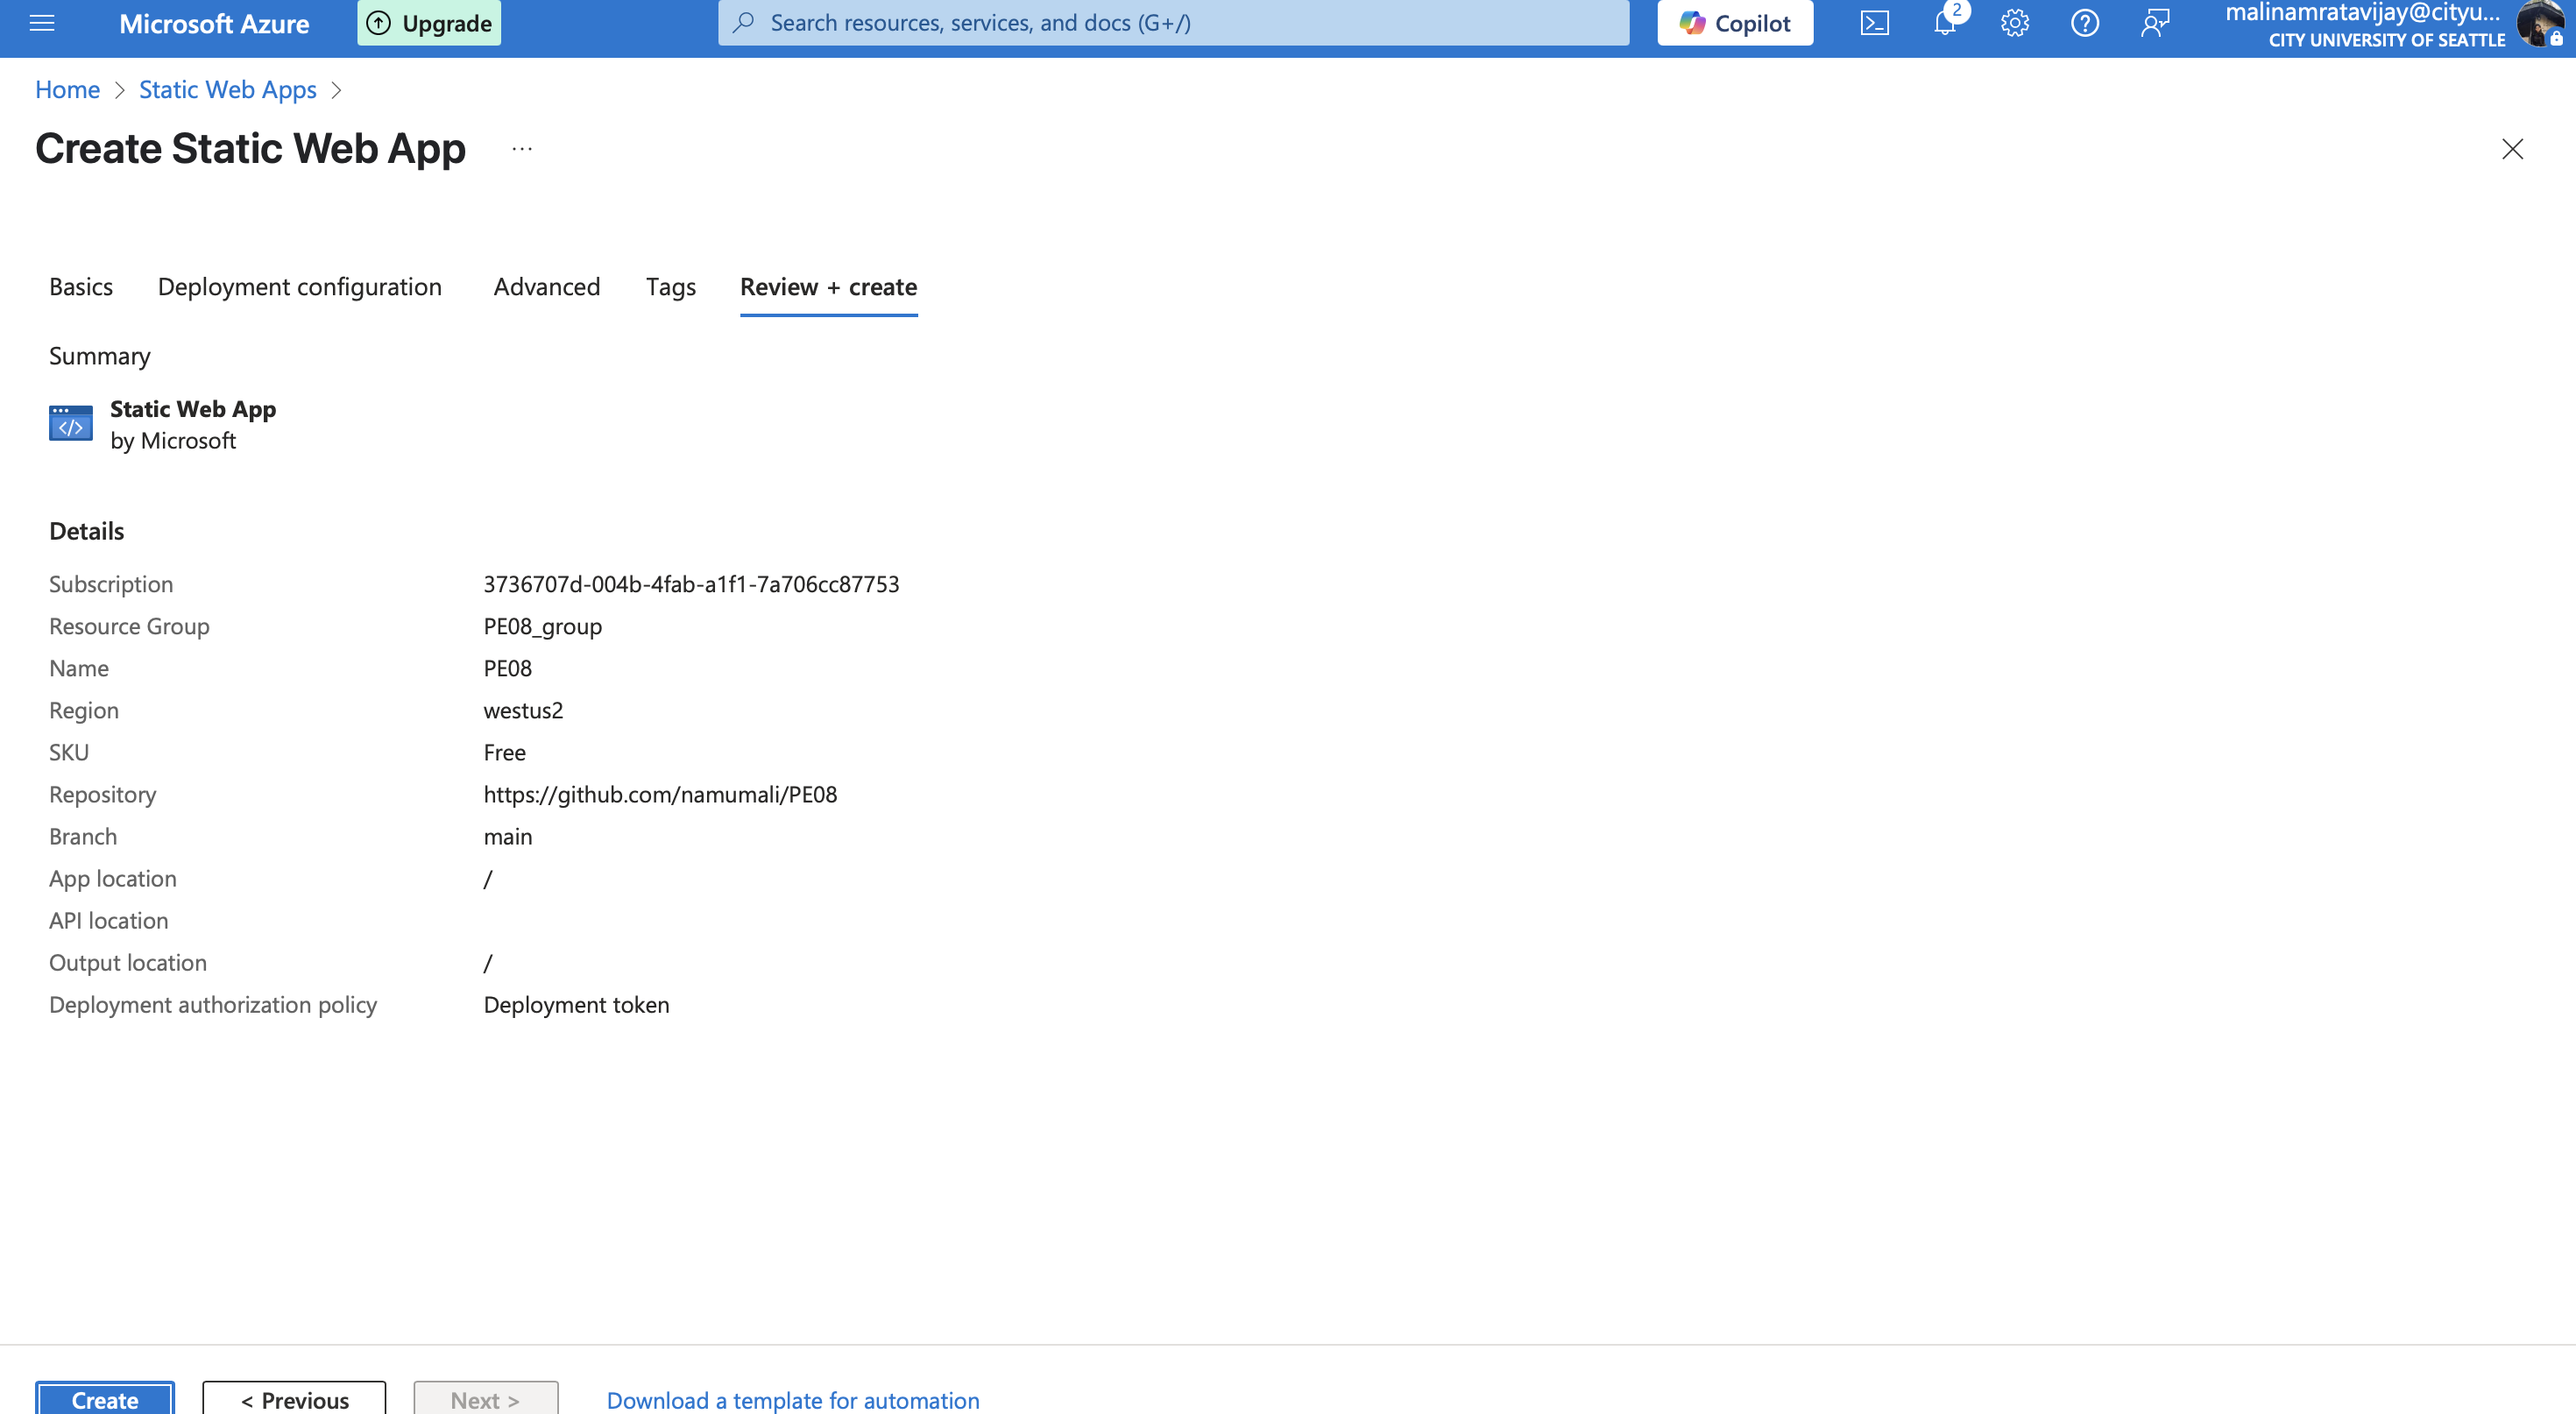 Microsoft Azure
Upgrade
Search resources, services, and docs (G+/)
Copilot
2
malinamratavijay@cityu...
CITY UNIVERSITY OF SEATTLE
Home > Static Web Apps >
Create Static Web App ...
Basics
Deployment configuration
Advanced
Tags
Review + create
Summary
Static Web App
by Microsoft
Details
Subscription 3736707d-004b-4fab-a1f1-7a706cc87753
Resource Group PE08_group
Name PE08
Region westus2
SKU Free
Repository https://github.com/namumali/PE08
Branch main
App location /
API location
Output location /
Deployment authorization policy Deployment token
Create
< Previous
Next >
Download a template for automation